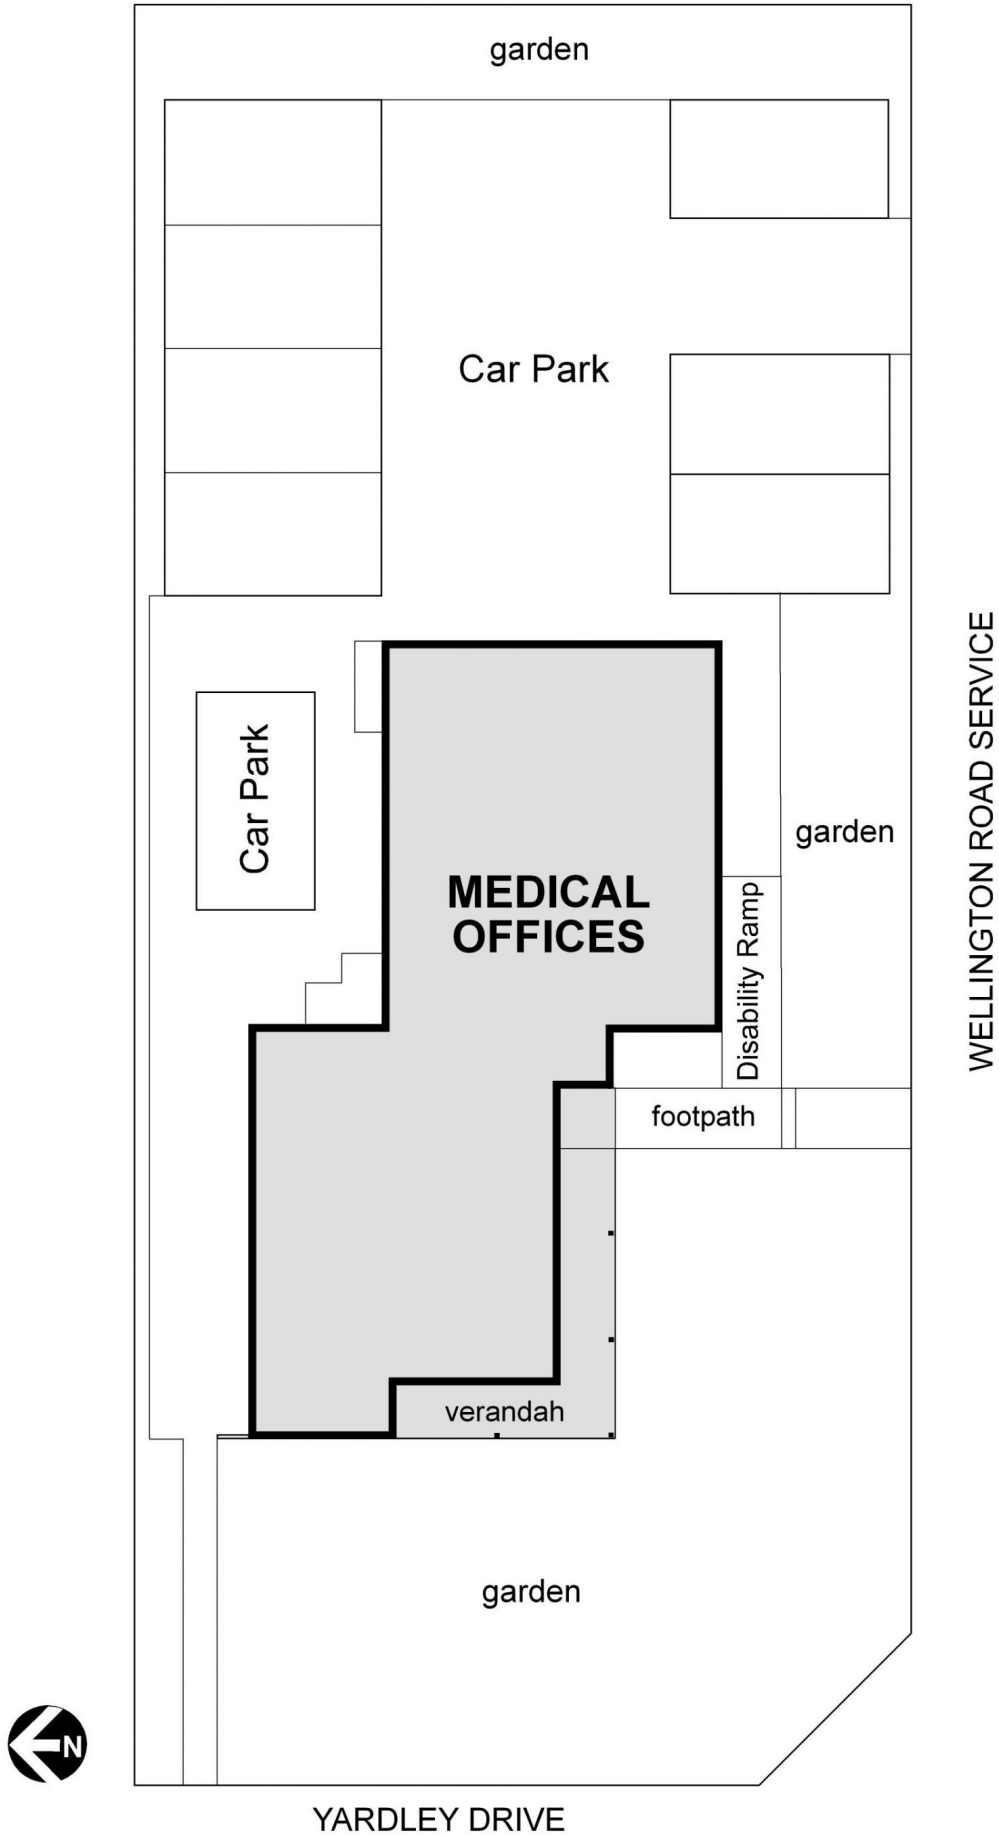 garden
Car Park
Car Park
garden
MEDICAL
OFFICES
Disability Ramp
footpath
verandah
garden
WELLINGTON ROAD SERVICE
N
YARDLEY DRIVE